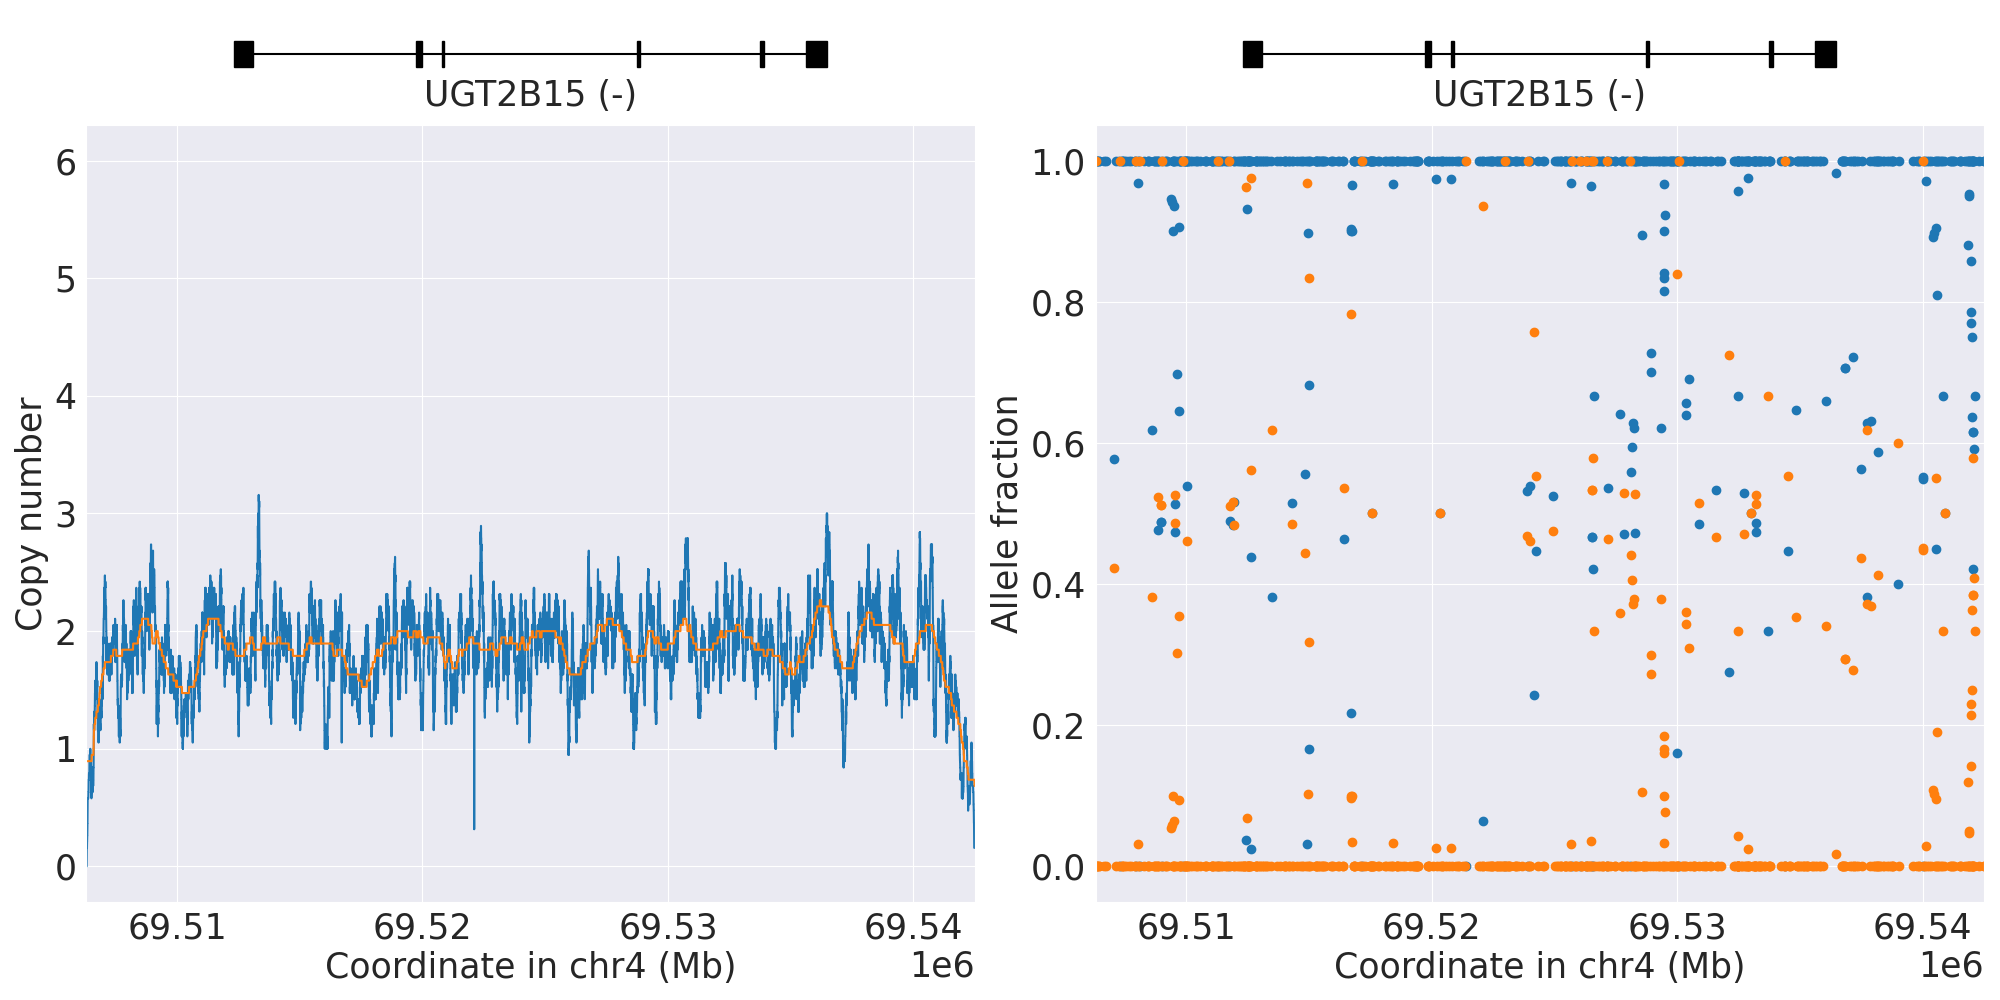 UGT2B15 (-)
Copy number
6
5
4
3
2
1
0
69.51 69.52 69.53 69.54
Coordinate in chr4 (Mb)
1e6
UGT2B15 (-)
Allele fraction
1.0
0.8
0.6
0.4
0.2
0.0
69.51 69.52 69.53 69.54
Coordinate in chr4 (Mb)
1e6